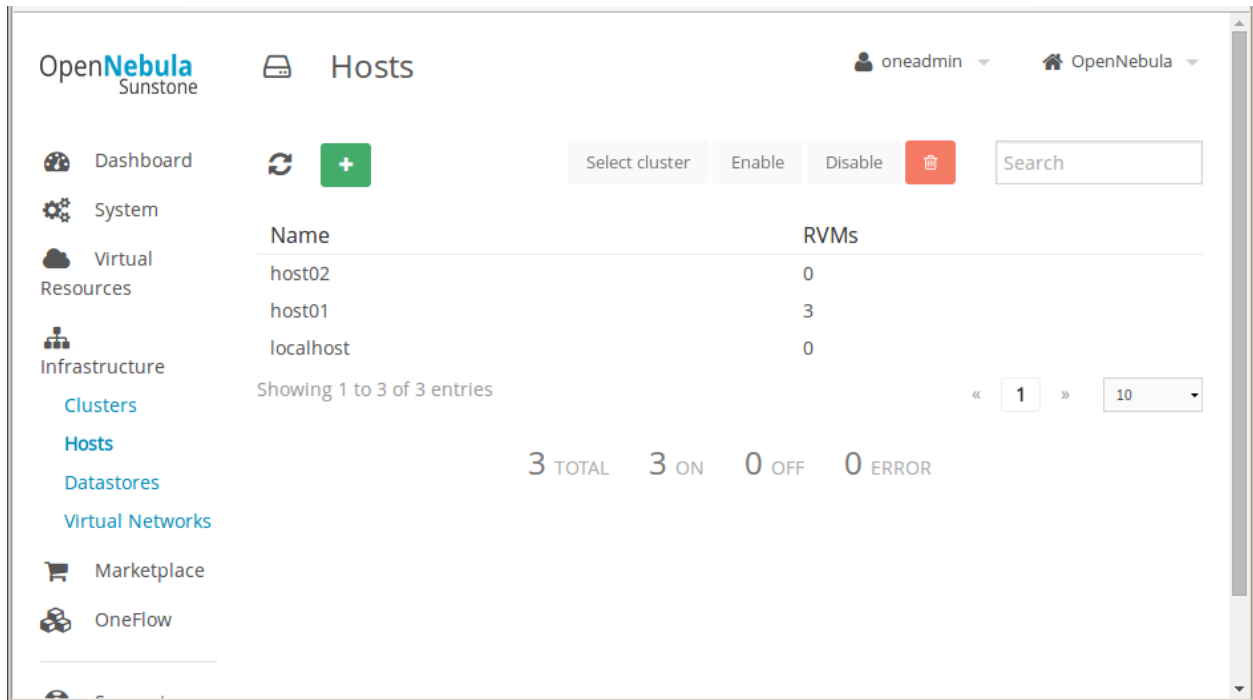 OpenNebula
Sunstone
Hosts
oneadmin
OpenNebula
Dashboard
System
Virtual
Resources
Infrastructure
Clusters
Hosts
Datastores
Virtual Networks
Marketplace
OneFlow
Select cluster
Enable
Disable
Search
Name RVMs
host02 0
host01 3
localhost 0
Showing 1 to 3 of 3 entries
« 1 » 10
3 TOTAL 3 ON 0 OFF 0 ERROR